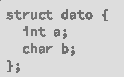 struct dato {
int a;
char b;
};